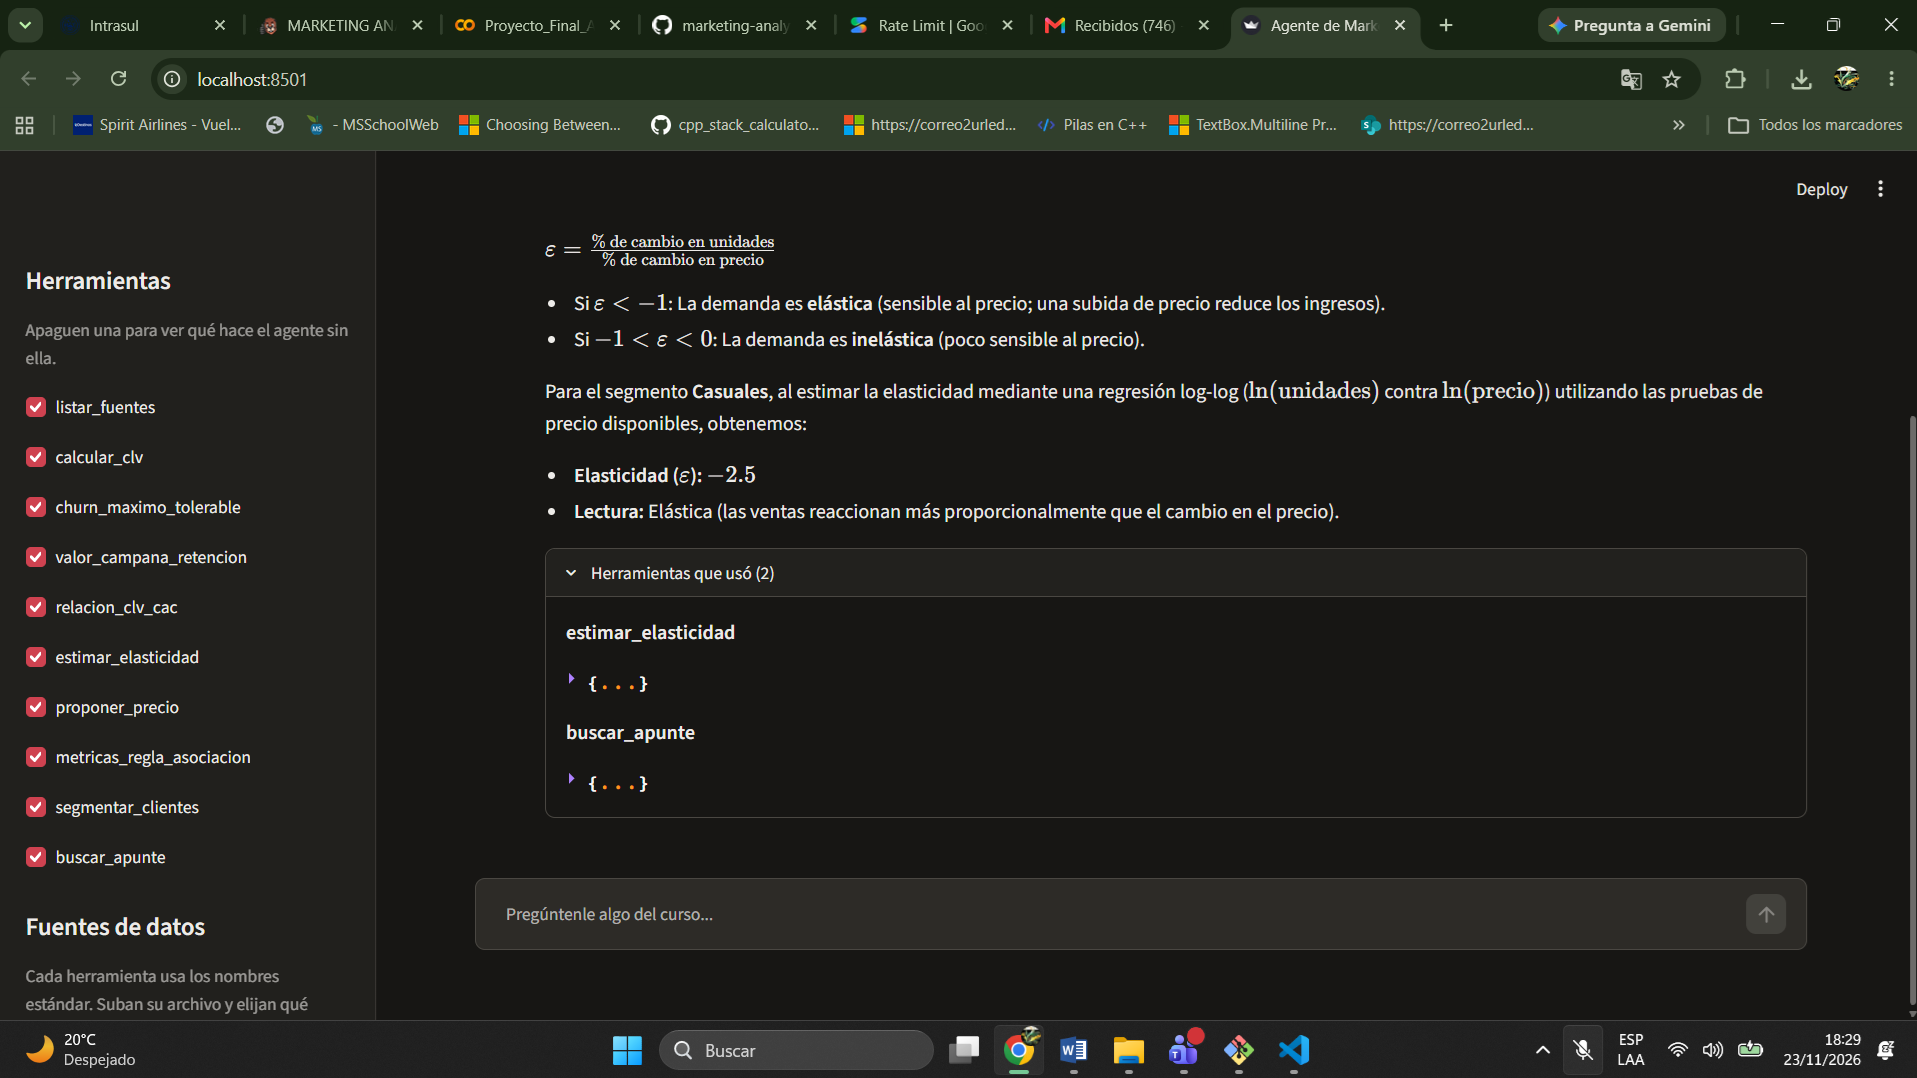 Intrasul
MARKETING AN
Proyecto_Final_A
marketing-analy
Rate Limit | Goo
Recibidos (746)
Agente de Mark
Pregunta a Gemini
localhost:8501
Spirit Airlines - Vuel...
- MSSchoolWeb
Choosing Between...
cpp_stack_calculato...
https://correo2urled...
Pilas en C++
TextBox.Multiline Pr...
https://correo2urled...
Todos los marcadores
Deploy
Herramientas
Apaguen una para ver qué hace el agente sin
ella.
listar_fuentes
calcular_clv
churn_maximo_tolerable
valor_campana_retencion
relacion_clv_cac
estimar_elasticidad
proponer_precio
metricas_regla_asociacion
segmentar_clientes
buscar_apunte
Fuentes de datos
Cada herramienta usa los nombres
estándar. Suban su archivo y elijan qué
ε = % de cambio en unidades / % de cambio en precio
• Si ε < −1: La demanda es elástica (sensible al precio; una subida de precio reduce los ingresos).
• Si −1 < ε < 0: La demanda es inelástica (poco sensible al precio).
Para el segmento Casuales, al estimar la elasticidad mediante una regresión log-log (ln(unidades) contra ln(precio)) utilizando las pruebas de
precio disponibles, obtenemos:
• Elasticidad (ε): −2.5
• Lectura: Elástica (las ventas reaccionan más proporcionalmente que el cambio en el precio).
Herramientas que usó (2)
estimar_elasticidad
{...}
buscar_apunte
{...}
Pregúntenle algo del curso...
20°C
Despejado
Buscar
ESP
LAA
18:29
23/11/2026